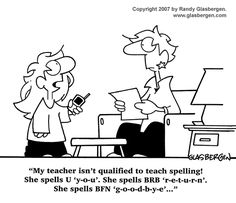 Copyright 2007 by Randy Glasbergen.
www.glasbergen.com
GLASBERGEN
"My teacher isn't qualified to teach spelling!
She spells U 'y-o-u'. She spells BRB 'r-e-t-u-r-n'.
She spells BFN 'g-o-o-d-b-y-e'..."